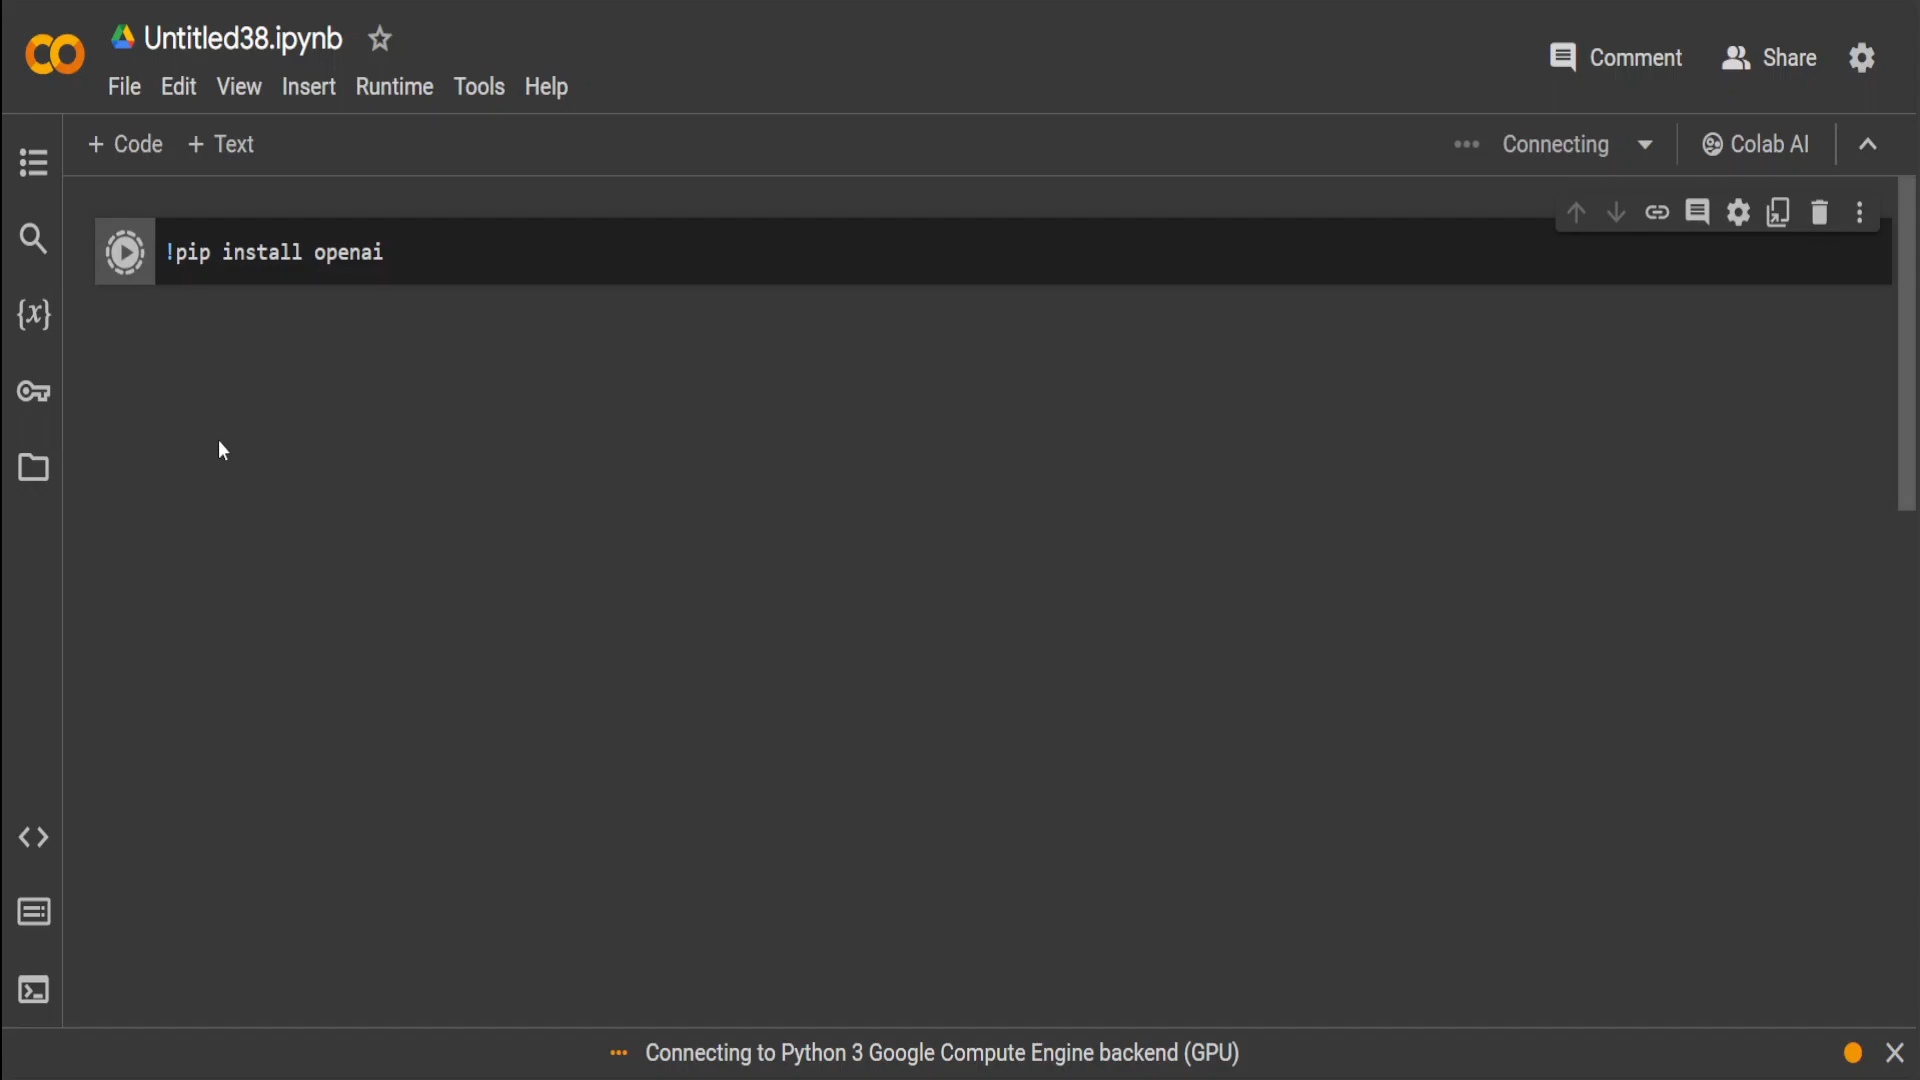 Untitled38.ipynb
Comment Share
File Edit View Insert Runtime Tools Help
+ Code + Text
Connecting
Colab AI
!pip install openai
{x}
Connecting to Python 3 Google Compute Engine backend (GPU)